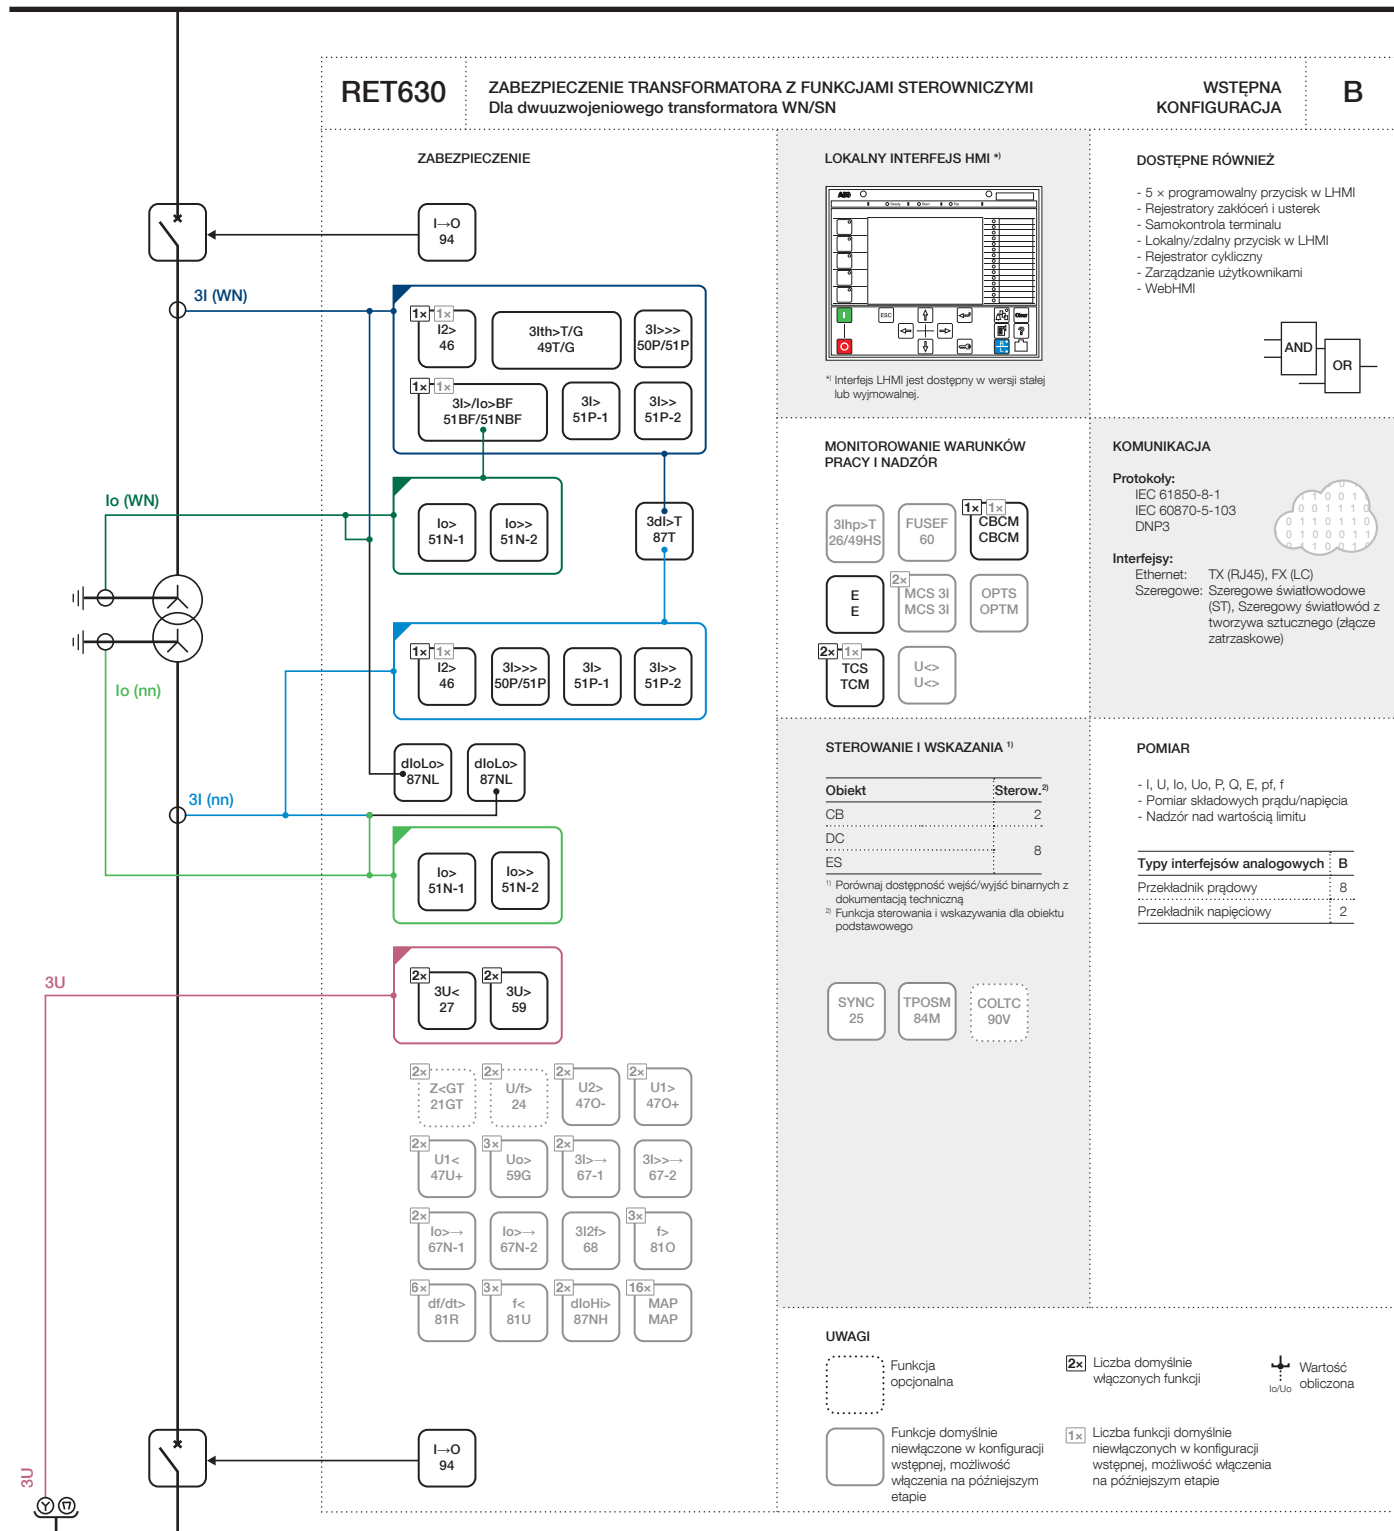 RET630
ZABEZPIECZENIE TRANSFORMATORA Z FUNKCJAMI STEROWNICZYMI
Dla dwuuzwojeniowego transformatora WN/SN
WSTĘPNA
KONFIGURACJA
B
ZABEZPIECZENIE
I→O
94
3I (WN)
1× 1×
I2>
46
3Ith>T/G
49T/G
3I>>>
50P/51P
1× 1×
3I>/Io>BF
51BF/51NBF
3I>
51P-1
3I>>
51P-2
Io (WN)
Io>
51N-1
Io>>
51N-2
3dI>T
87T
Io (nn)
1× 1×
I2>
46
3I>>>
50P/51P
3I>
51P-1
3I>>
51P-2
dIoLo>
87NL
dIoLo>
87NL
3I (nn)
Io>
51N-1
Io>>
51N-2
3U
2×
3U<
27
2×
3U>
59
2×
Z<GT
21GT
2×
U/f>
24
2×
U2>
47O-
2×
U1>
47O+
2×
U1<
47U+
3×
Uo>
59G
2×
3I>→
67-1
3I>>→
67-2
2×
Io>→
67N-1
Io>→
67N-2
3I2f>
68
3×
f>
81O
6×
df/dt>
81R
3×
f<
81U
2×
dIoHi>
87NH
16×
MAP
MAP
I→O
94
3U
LOKALNY INTERFEJS HMI *)
ABB
Ready Start Trip
I
O
ESC
Clear
?
R
L
*) Interfejs LHMI jest dostępny w wersji stałej
lub wyjmowalnej.
DOSTĘPNE RÓWNIEŻ
- 5 × programowalny przycisk w LHMI
- Rejestratory zakłóceń i usterek
- Samokontrola terminalu
- Lokalny/zdalny przycisk w LHMI
- Rejestrator cykliczny
- Zarządzanie użytkownikami
- WebHMI
AND
OR
MONITOROWANIE WARUNKÓW
PRACY I NADZÓR
3Ihp>T
26/49HS
FUSEF
60
1× 1×
CBCM
CBCM
E
E
2×
MCS 3I
MCS 3I
OPTS
OPTM
2× 1×
TCS
TCM
U<>
U<>
KOMUNIKACJA
Protokoły:
IEC 61850-8-1
IEC 60870-5-103
DNP3
Interfejsy:
Ethernet: TX (RJ45), FX (LC)
Szeregowe: Szeregowe światłowodowe
(ST), Szeregowy światłowód z
tworzywa sztucznego (złącze
zatrzaskowe)
STEROWANIE I WSKAZANIA 1)
Obiekt Sterow.2)
CB 2
DC
8
ES
1) Porównaj dostępność wejść/wyjść binarnych z
dokumentacją techniczną
2) Funkcja sterowania i wskazywania dla obiektu
podstawowego
SYNC
25
TPOSM
84M
COLTC
90V
POMIAR
- I, U, Io, Uo, P, Q, E, pf, f
- Pomiar składowych prądu/napięcia
- Nadzór nad wartością limitu
Typy interfejsów analogowych B
Przekładnik prądowy 8
Przekładnik napięciowy 2
UWAGI
Funkcja
opcjonalna
2× Liczba domyślnie
włączonych funkcji
Io/Uo
Wartość
obliczona
Funkcje domyślnie
niewłączone w konfiguracji
wstępnej, możliwość
włączenia na późniejszym
etapie
1× Liczba funkcji domyślnie
niewłączonych w konfiguracji
wstępnej, możliwość włączenia
na późniejszym etapie